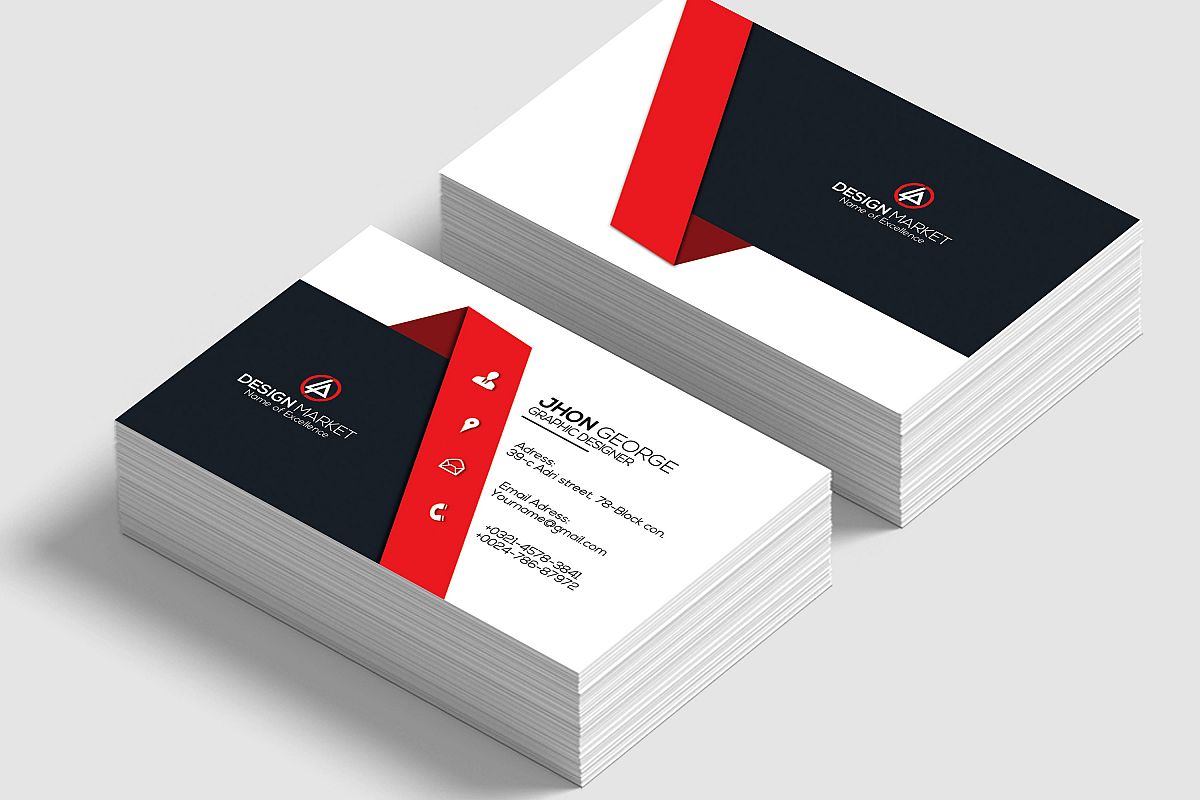 DESIGN MARKET
Name of Excellence
DESIGN MARKET
Name of Excellence
JHON GEORGE
GRAPHIC DESIGNER
Adress:
39-c Adn street, 78-Block con.
Email Adress:
Yourname@gmail.com
+0321-4578-3841
+0024-786-87972